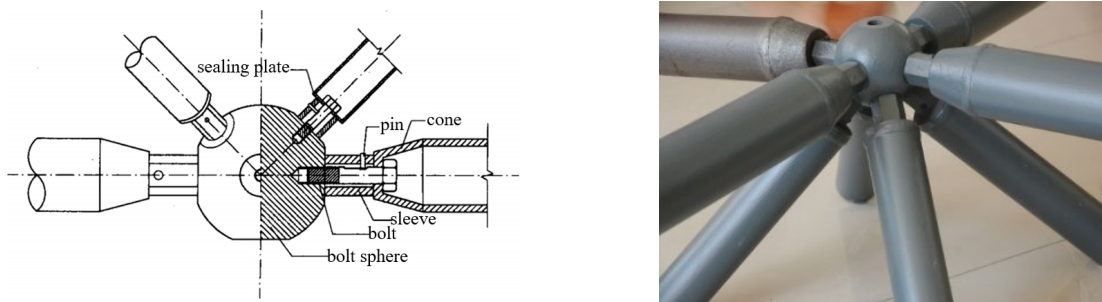 sealing plate
pin
cone
sleeve
bolt
bolt sphere